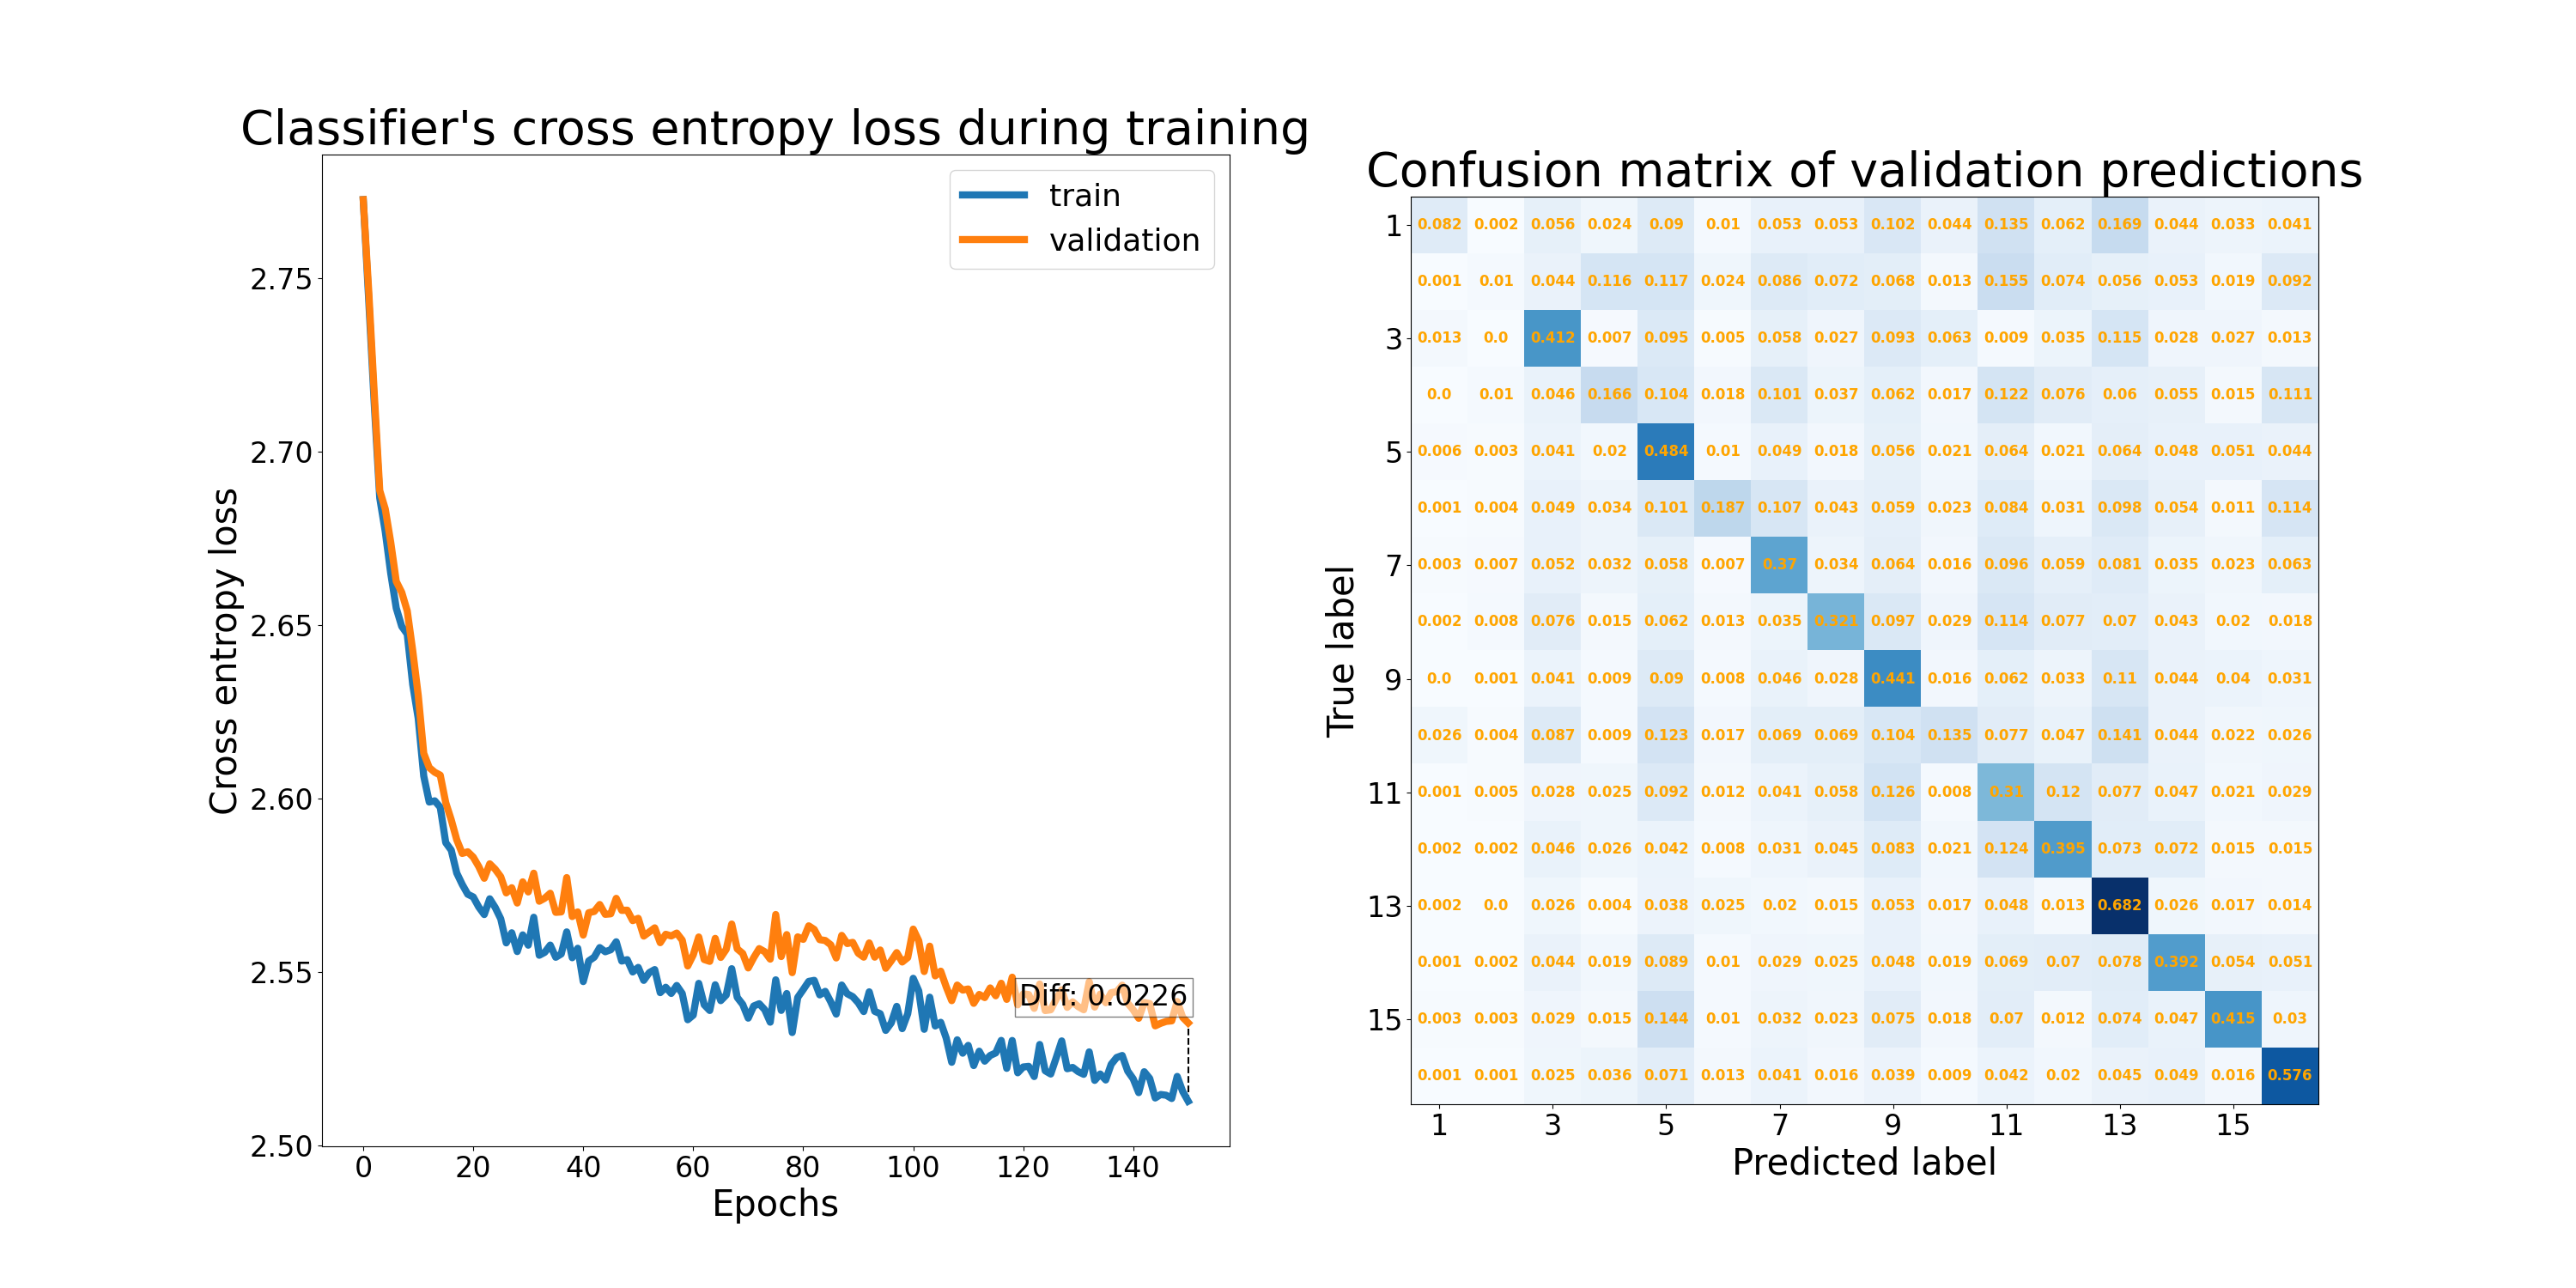 Classifier's cross entropy loss during training
train
validation
2.75
2.70
2.65
2.60
2.55
2.50
Cross entropy loss
Diff: 0.0226
0 20 40 60 80 100 120 140
Epochs
Confusion matrix of validation predictions
True label
1 0.082 0.002 0.056 0.024 0.09 0.01 0.053 0.053 0.102 0.044 0.135 0.062 0.169 0.044 0.033 0.041
0.001 0.01 0.044 0.116 0.117 0.024 0.086 0.072 0.068 0.013 0.155 0.074 0.056 0.053 0.019 0.092
3 0.013 0.0 0.412 0.007 0.095 0.005 0.058 0.027 0.093 0.063 0.009 0.035 0.115 0.028 0.027 0.013
0.0 0.01 0.046 0.166 0.104 0.018 0.101 0.037 0.062 0.017 0.122 0.076 0.06 0.055 0.015 0.111
5 0.006 0.003 0.041 0.02 0.484 0.01 0.049 0.018 0.056 0.021 0.064 0.021 0.064 0.048 0.051 0.044
0.001 0.004 0.049 0.034 0.101 0.187 0.107 0.043 0.059 0.023 0.084 0.031 0.098 0.054 0.011 0.114
7 0.003 0.007 0.052 0.032 0.058 0.007 0.37 0.034 0.064 0.016 0.096 0.059 0.081 0.035 0.023 0.063
0.002 0.008 0.076 0.015 0.062 0.013 0.035 0.321 0.097 0.029 0.114 0.077 0.07 0.043 0.02 0.018
9 0.0 0.001 0.041 0.009 0.09 0.008 0.046 0.028 0.441 0.016 0.062 0.033 0.11 0.044 0.04 0.031
0.026 0.004 0.087 0.009 0.123 0.017 0.069 0.069 0.104 0.135 0.077 0.047 0.141 0.044 0.022 0.026
11 0.001 0.005 0.028 0.025 0.092 0.012 0.041 0.058 0.126 0.008 0.31 0.12 0.077 0.047 0.021 0.029
0.002 0.002 0.046 0.026 0.042 0.008 0.031 0.045 0.083 0.021 0.124 0.395 0.073 0.072 0.015 0.015
13 0.002 0.0 0.026 0.004 0.038 0.025 0.02 0.015 0.053 0.017 0.048 0.013 0.682 0.026 0.017 0.014
0.001 0.002 0.044 0.019 0.089 0.01 0.029 0.025 0.048 0.019 0.069 0.07 0.078 0.392 0.054 0.051
15 0.003 0.003 0.029 0.015 0.144 0.01 0.032 0.023 0.075 0.018 0.07 0.012 0.074 0.047 0.415 0.03
0.001 0.001 0.025 0.036 0.071 0.013 0.041 0.016 0.039 0.009 0.042 0.02 0.045 0.049 0.016 0.576
1 3 5 7 9 11 13 15
Predicted label